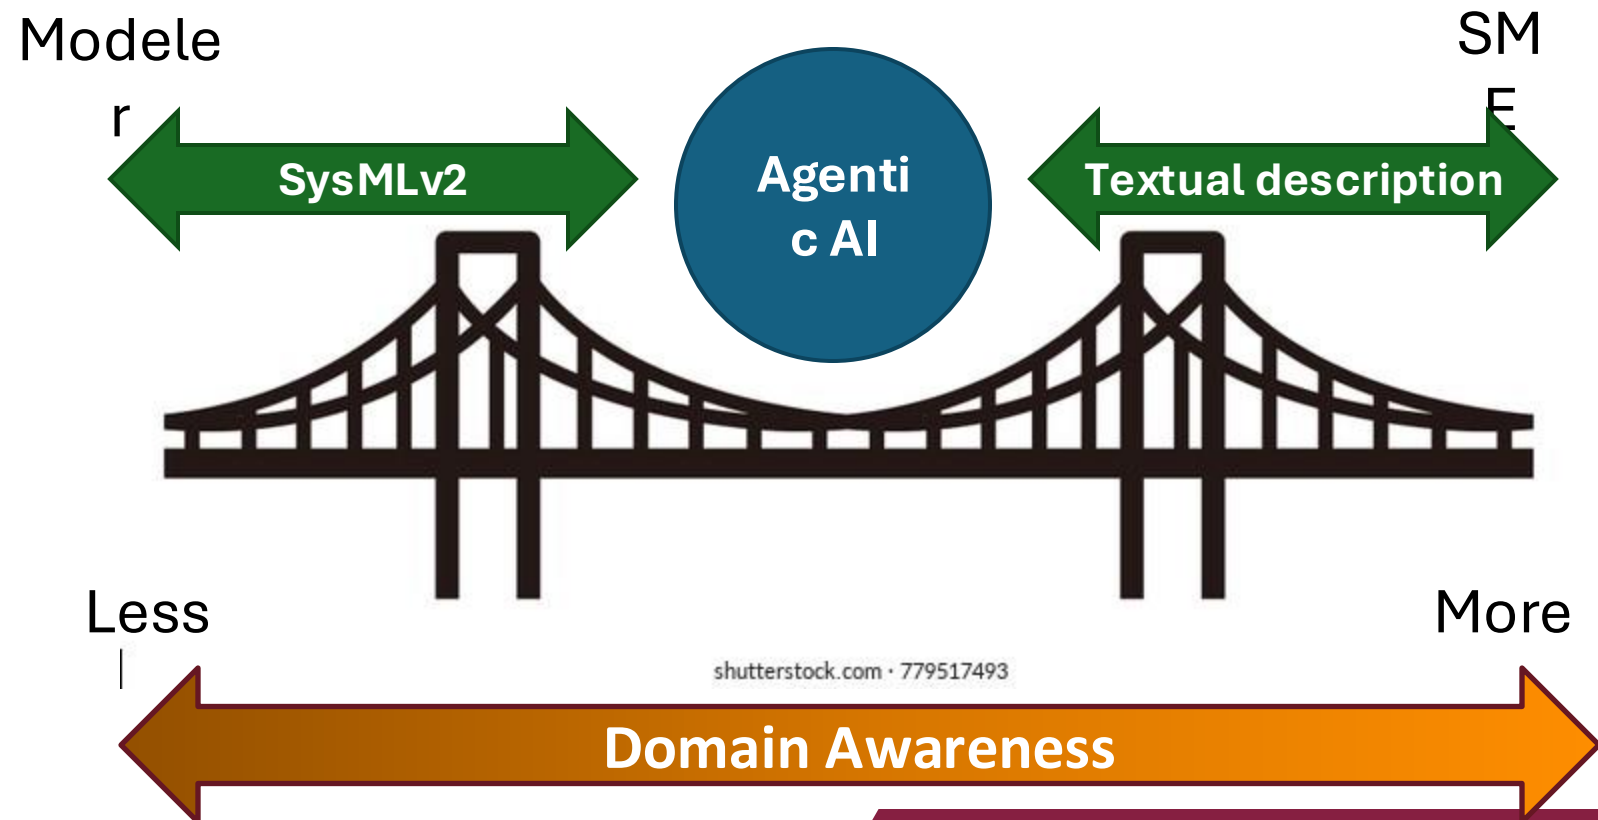 Modele
r
SM
E
SysMLv2
Agenti
c AI
Textual description
Less
More
shutterstock.com · 779517493
Domain Awareness